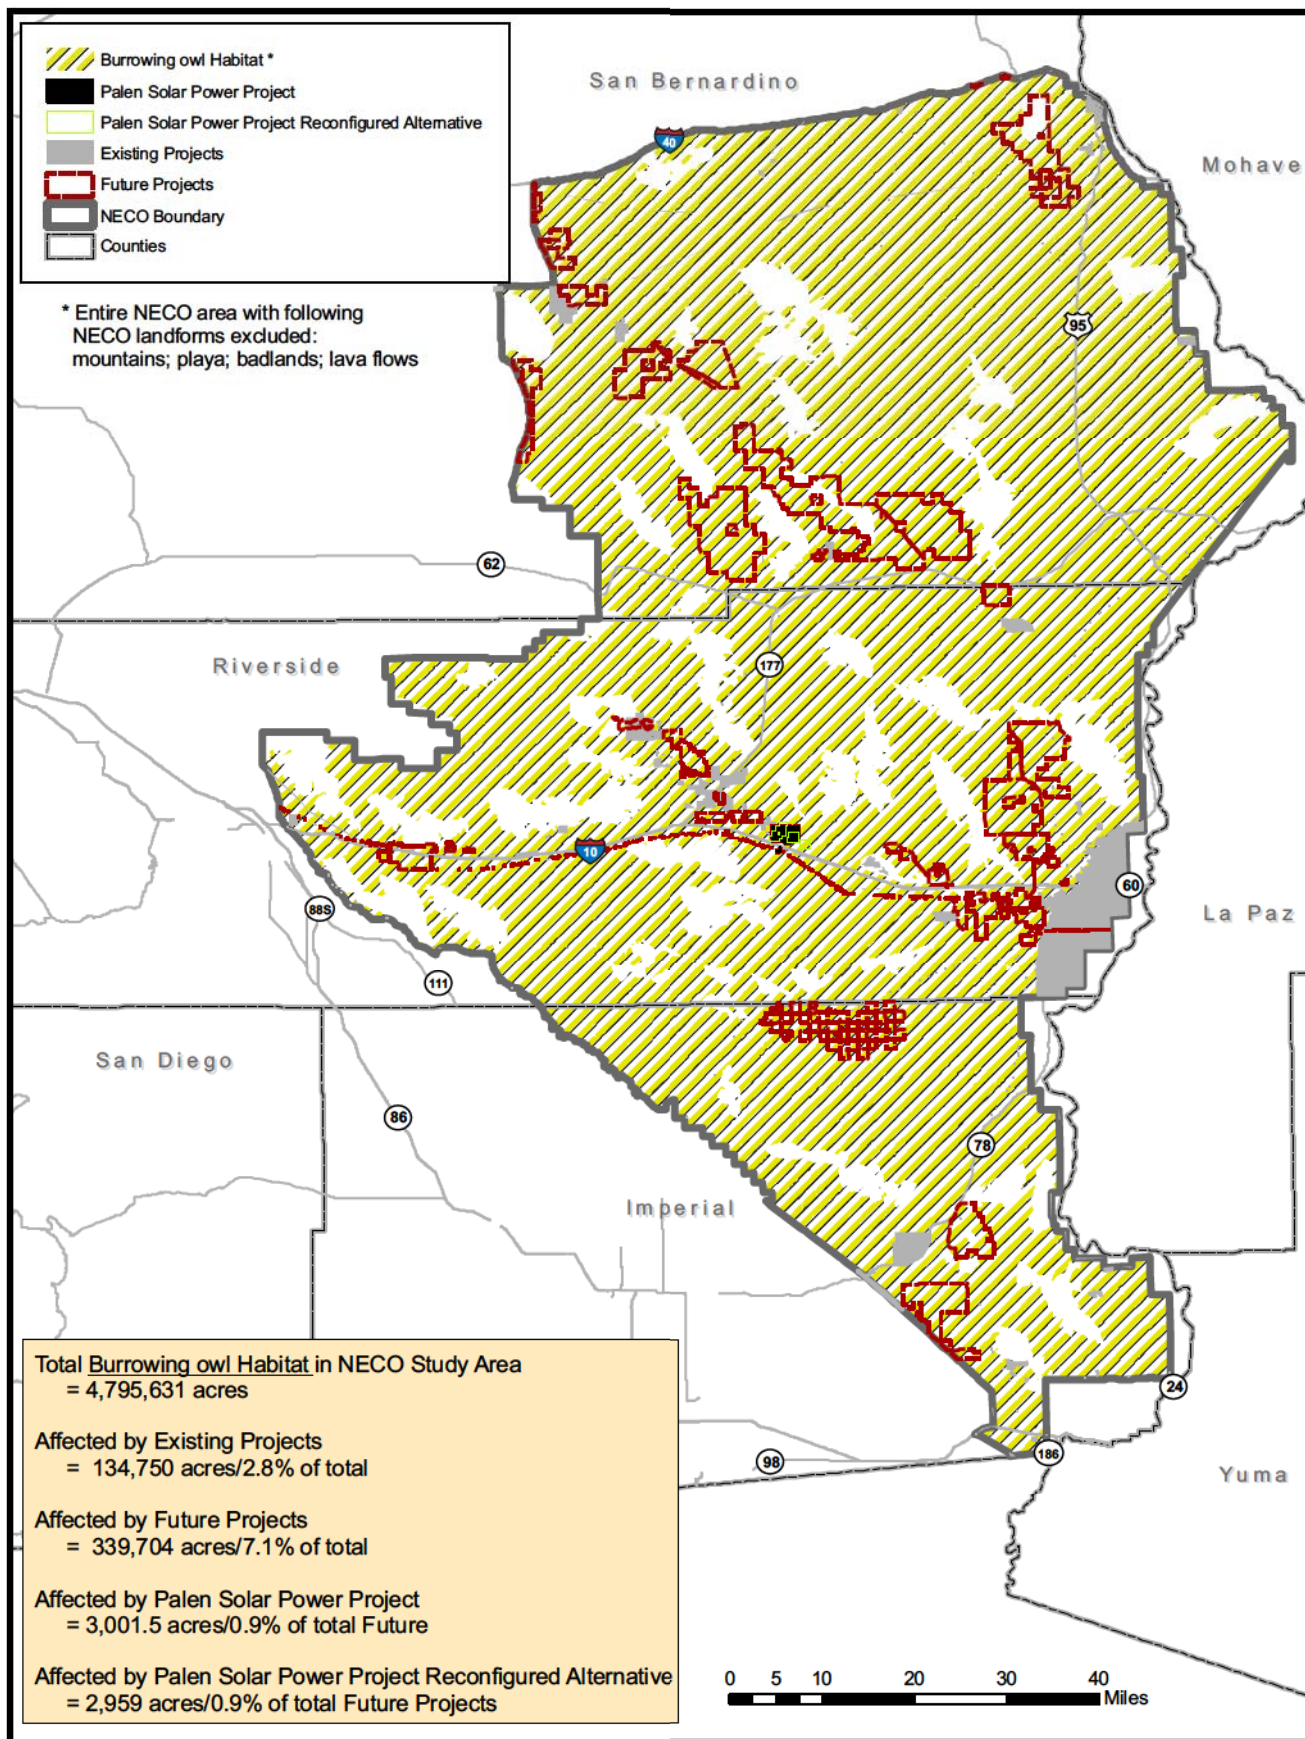 Burrowing owl Habitat *
Palen Solar Power Project
Palen Solar Power Project Reconfigured Alternative
Existing Projects
Future Projects
NECO Boundary
Counties
* Entire NECO area with following
NECO landforms excluded:
mountains; playa; badlands; lava flows
San Bernardino
40
Mohave
95
62
Riverside
177
10
60
88S
La Paz
111
San Diego
86
78
Imperial
24
186
98
Yuma
Total Burrowing owl Habitat in NECO Study Area
= 4,795,631 acres
Affected by Existing Projects
= 134,750 acres/2.8% of total
Affected by Future Projects
= 339,704 acres/7.1% of total
Affected by Palen Solar Power Project
= 3,001.5 acres/0.9% of total Future
Affected by Palen Solar Power Project Reconfigured Alternative
= 2,959 acres/0.9% of total Future Projects
0 5 10 20 30 40
Miles